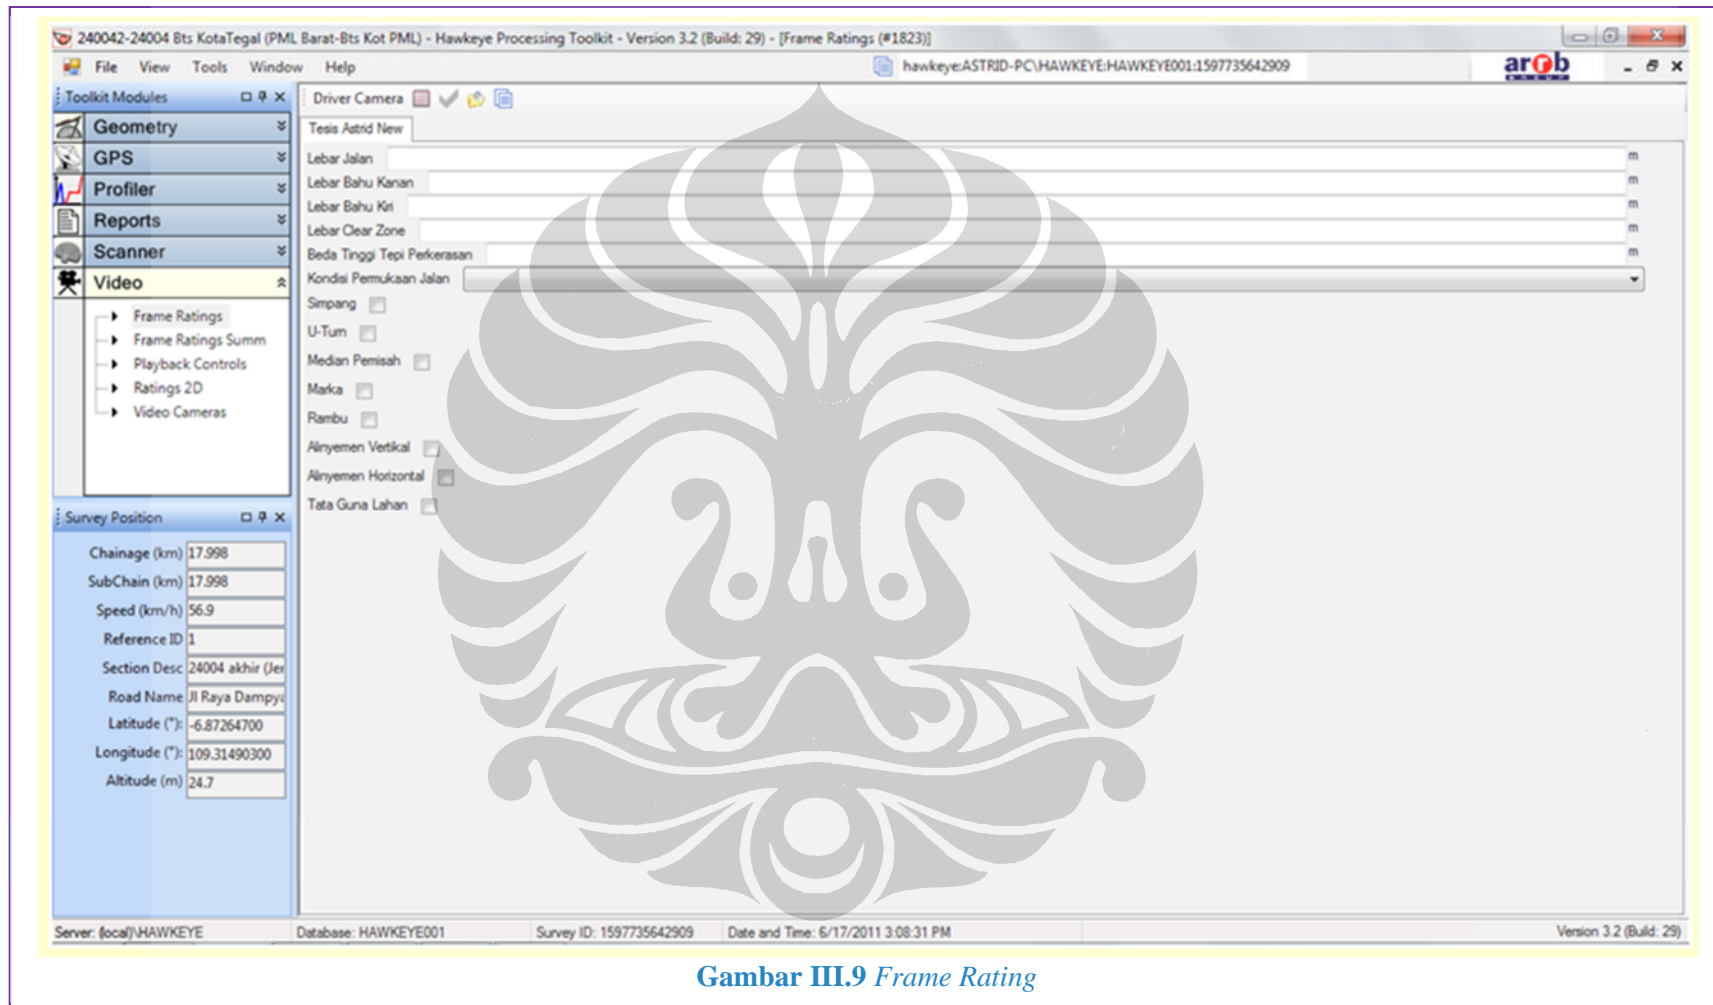 240042-24004 Bts KotaTegal (PML Barat-Bts Kot PML) - Hawkeye Processing Toolkit - Version 3.2 (Build: 29) - [Frame Ratings (#1823)]
File View Tools Window Help
hawkeye:ASTRID-PC\HAWKEYE:HAWKEYE001:1597735642909
arrb
GROUP
Toolkit Modules
Geometry
GPS
Profiler
Reports
Scanner
Video
Frame Ratings
Frame Ratings Summ
Playback Controls
Ratings 2D
Video Cameras
Survey Position
Chainage (km) 17.998
SubChain (km) 17.998
Speed (km/h) 56.9
Reference ID 1
Section Desc 24004 akhir (Jer
Road Name Jl Raya Dampya
Latitude (°): -6.87264700
Longitude (°): 109.31490300
Altitude (m) 24.7
Driver Camera
Tesis Astrid New
Lebar Jalan m
Lebar Bahu Kanan m
Lebar Bahu Kiri m
Lebar Clear Zone m
Beda Tinggi Tepi Perkerasan m
Kondisi Permukaan Jalan
Simpang
U-Turn
Median Pemisah
Marka
Rambu
Alinyemen Vertikal
Alinyemen Horizontal
Tata Guna Lahan
Server: (local)\HAWKEYE Database: HAWKEYE001 Survey ID: 1597735642909 Date and Time: 6/17/2011 3:08:31 PM Version 3.2 (Build: 29)
Gambar III.9 Frame Rating